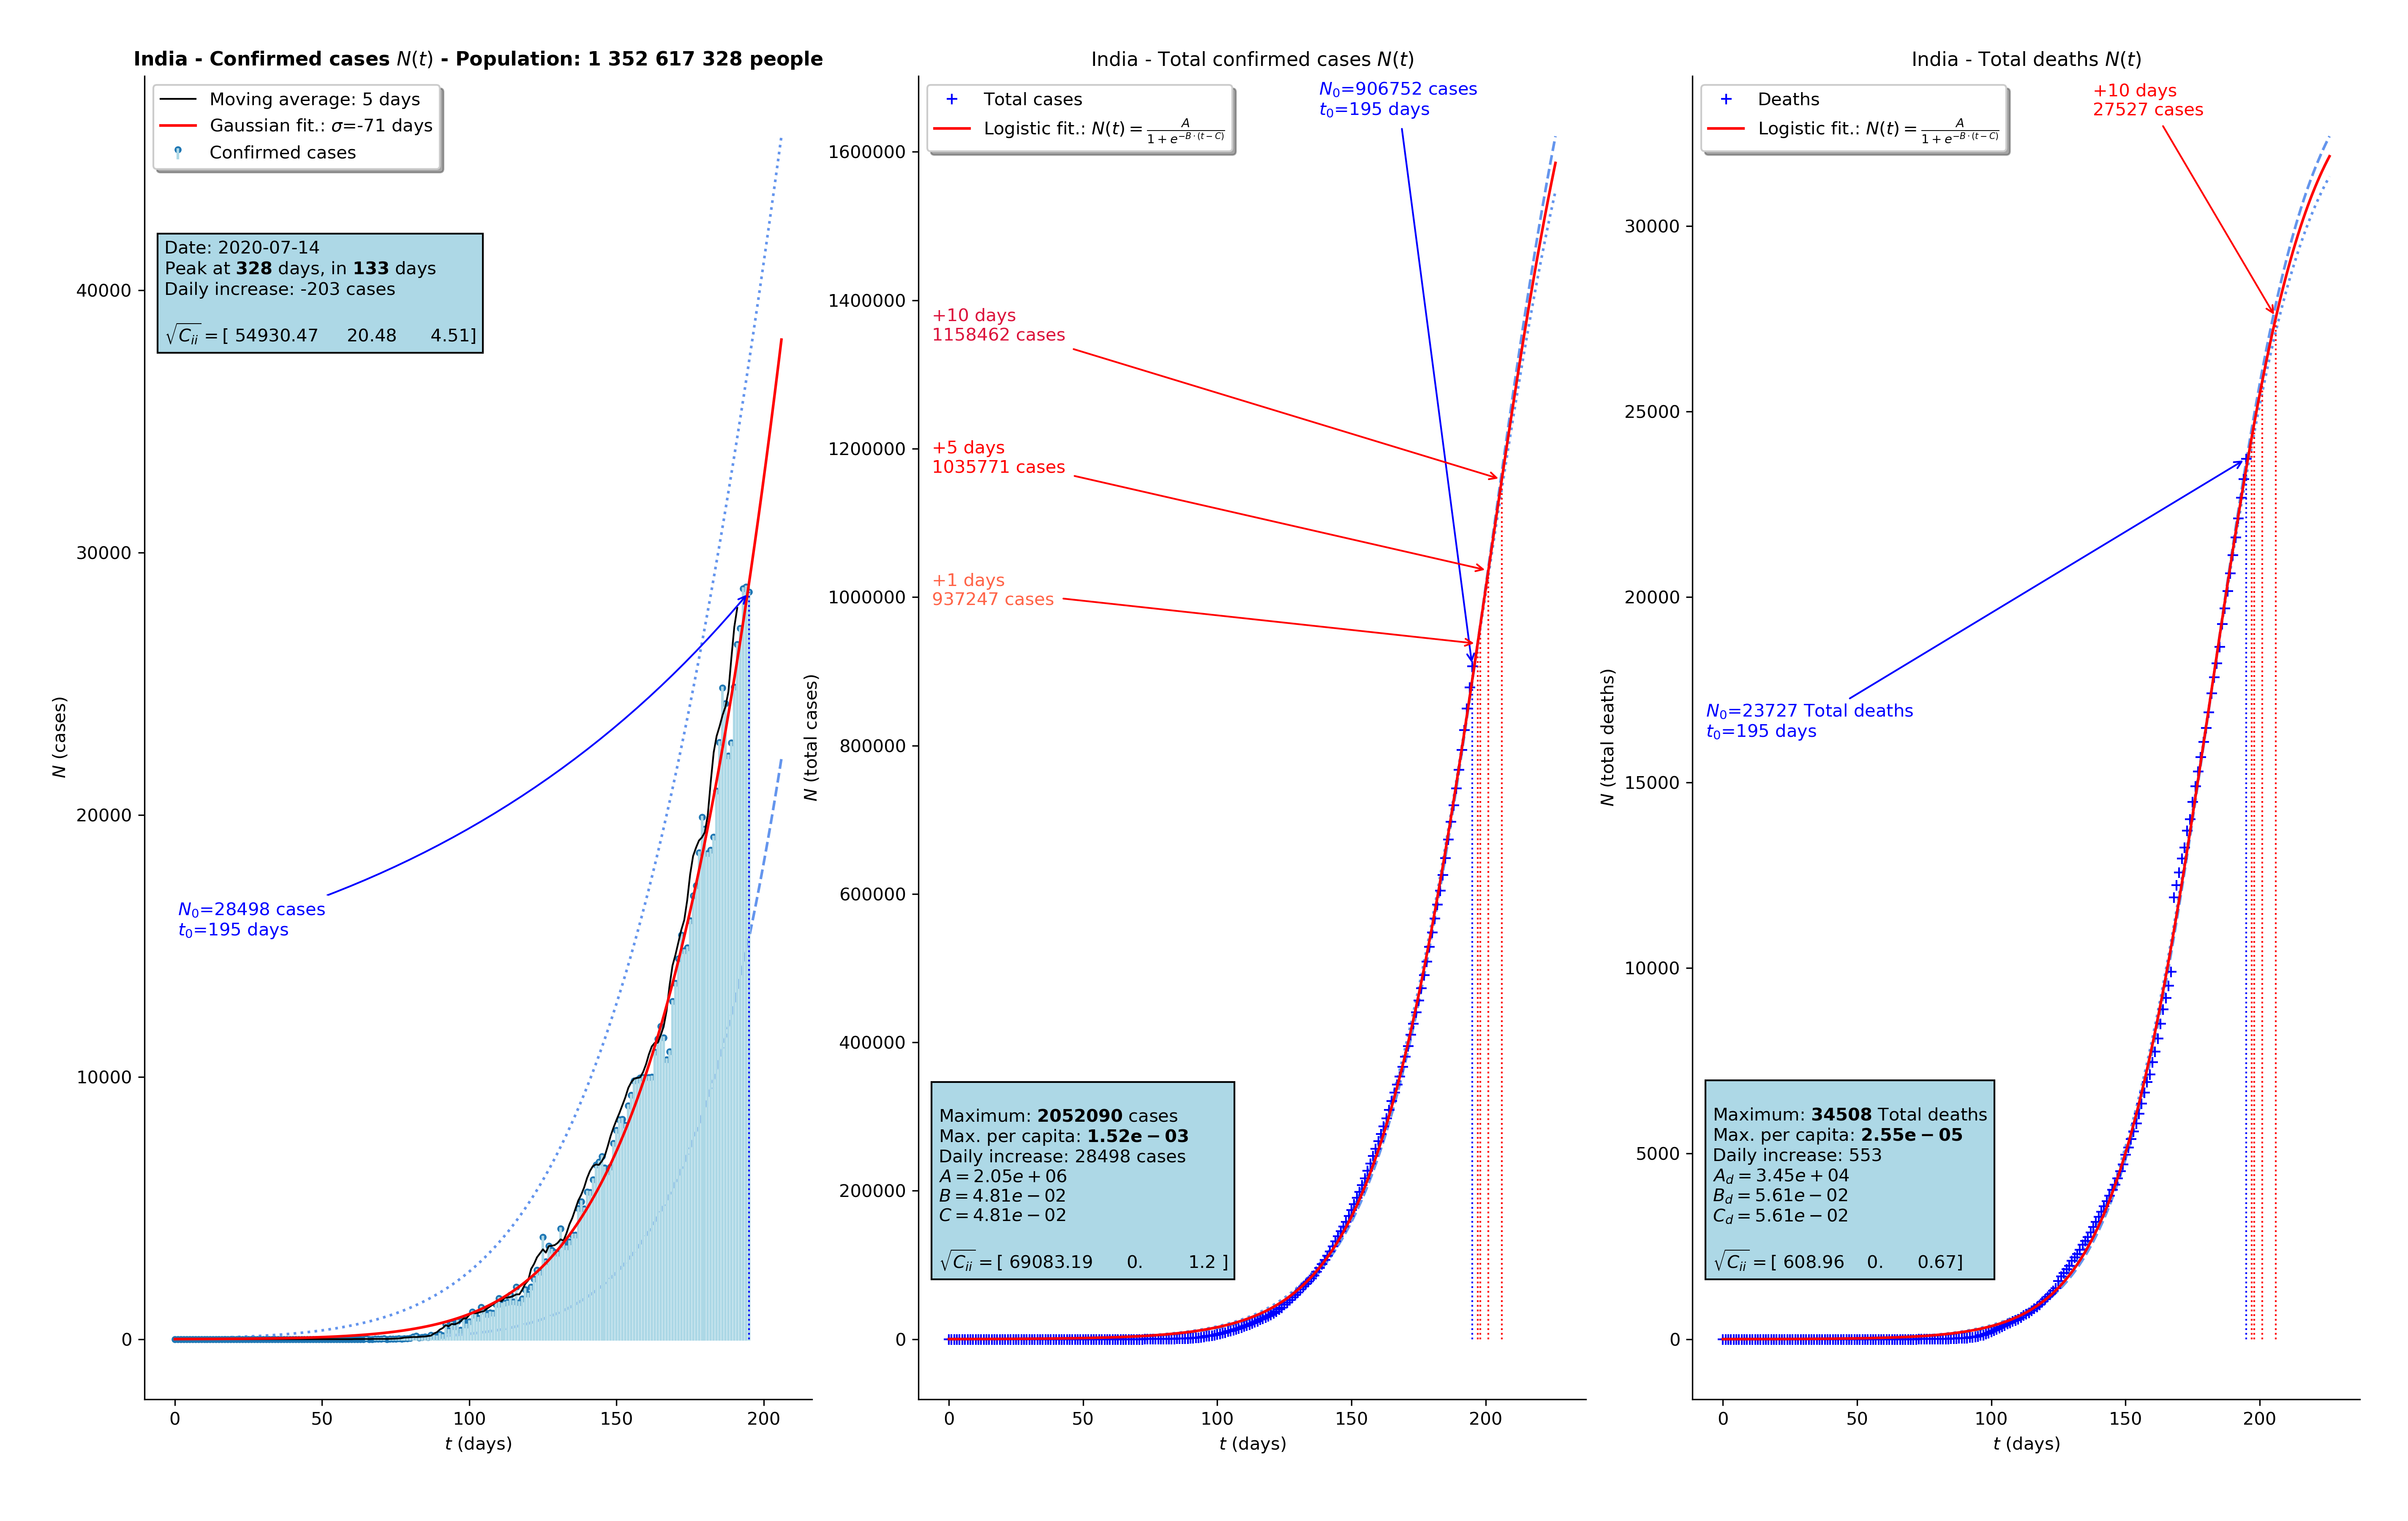 India - Confirmed cases N(t) - Population: 1 352 617 328 people
Moving average: 5 days
Gaussian fit.: σ=-71 days
Confirmed cases
Date: 2020-07-14
Peak at 328 days, in 133 days
Daily increase: -203 cases
√C_ii = [ 54930.47 20.48 4.51]
N₀=28498 cases
t₀=195 days
40000
30000
20000
10000
0
N (cases)
0 50 100 150 200
t (days)
India - Total confirmed cases N(t)
Total cases
Logistic fit.: N(t) = A / (1 + e^(-B·(t-C)))
N₀=906752 cases
t₀=195 days
+10 days
1158462 cases
+5 days
1035771 cases
+1 days
937247 cases
Maximum: 2052090 cases
Max. per capita: 1.52e − 03
Daily increase: 28498 cases
A = 2.05e + 06
B = 4.81e − 02
C = 4.81e − 02
√C_ii = [ 69083.19 0. 1.2 ]
1600000
1400000
1200000
1000000
800000
600000
400000
200000
0
N (total cases)
0 50 100 150 200
t (days)
India - Total deaths N(t)
Deaths
Logistic fit.: N(t) = A / (1 + e^(-B·(t-C)))
+10 days
27527 cases
N₀=23727 Total deaths
t₀=195 days
Maximum: 34508 Total deaths
Max. per capita: 2.55e − 05
Daily increase: 553
A_d = 3.45e + 04
B_d = 5.61e − 02
C_d = 5.61e − 02
√C_ii = [ 608.96 0. 0.67]
30000
25000
20000
15000
10000
5000
0
N (total deaths)
0 50 100 150 200
t (days)